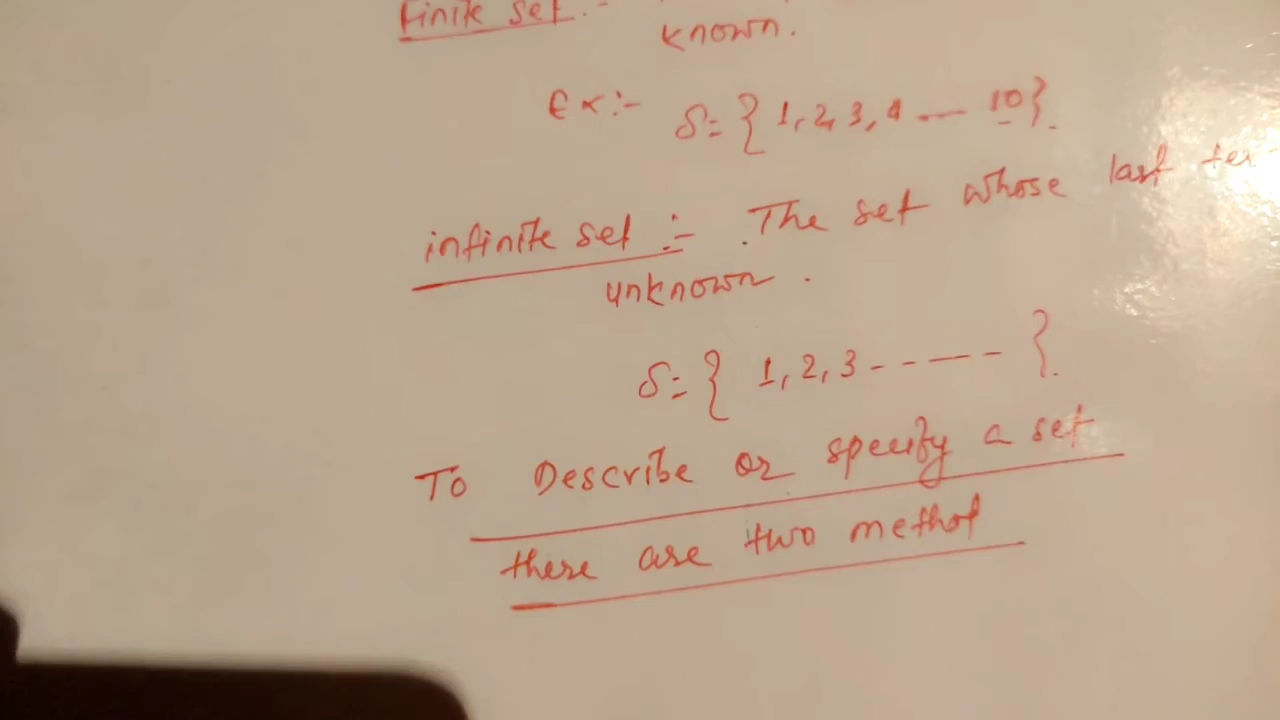 Finite set :-
known.
Ex:- S= { 1, 2, 3, 4 — 10}.
infinite set :- The set whose last
unknown .
S= { 1, 2, 3 - - - — - }.
To Describe or specify a set
there are two method